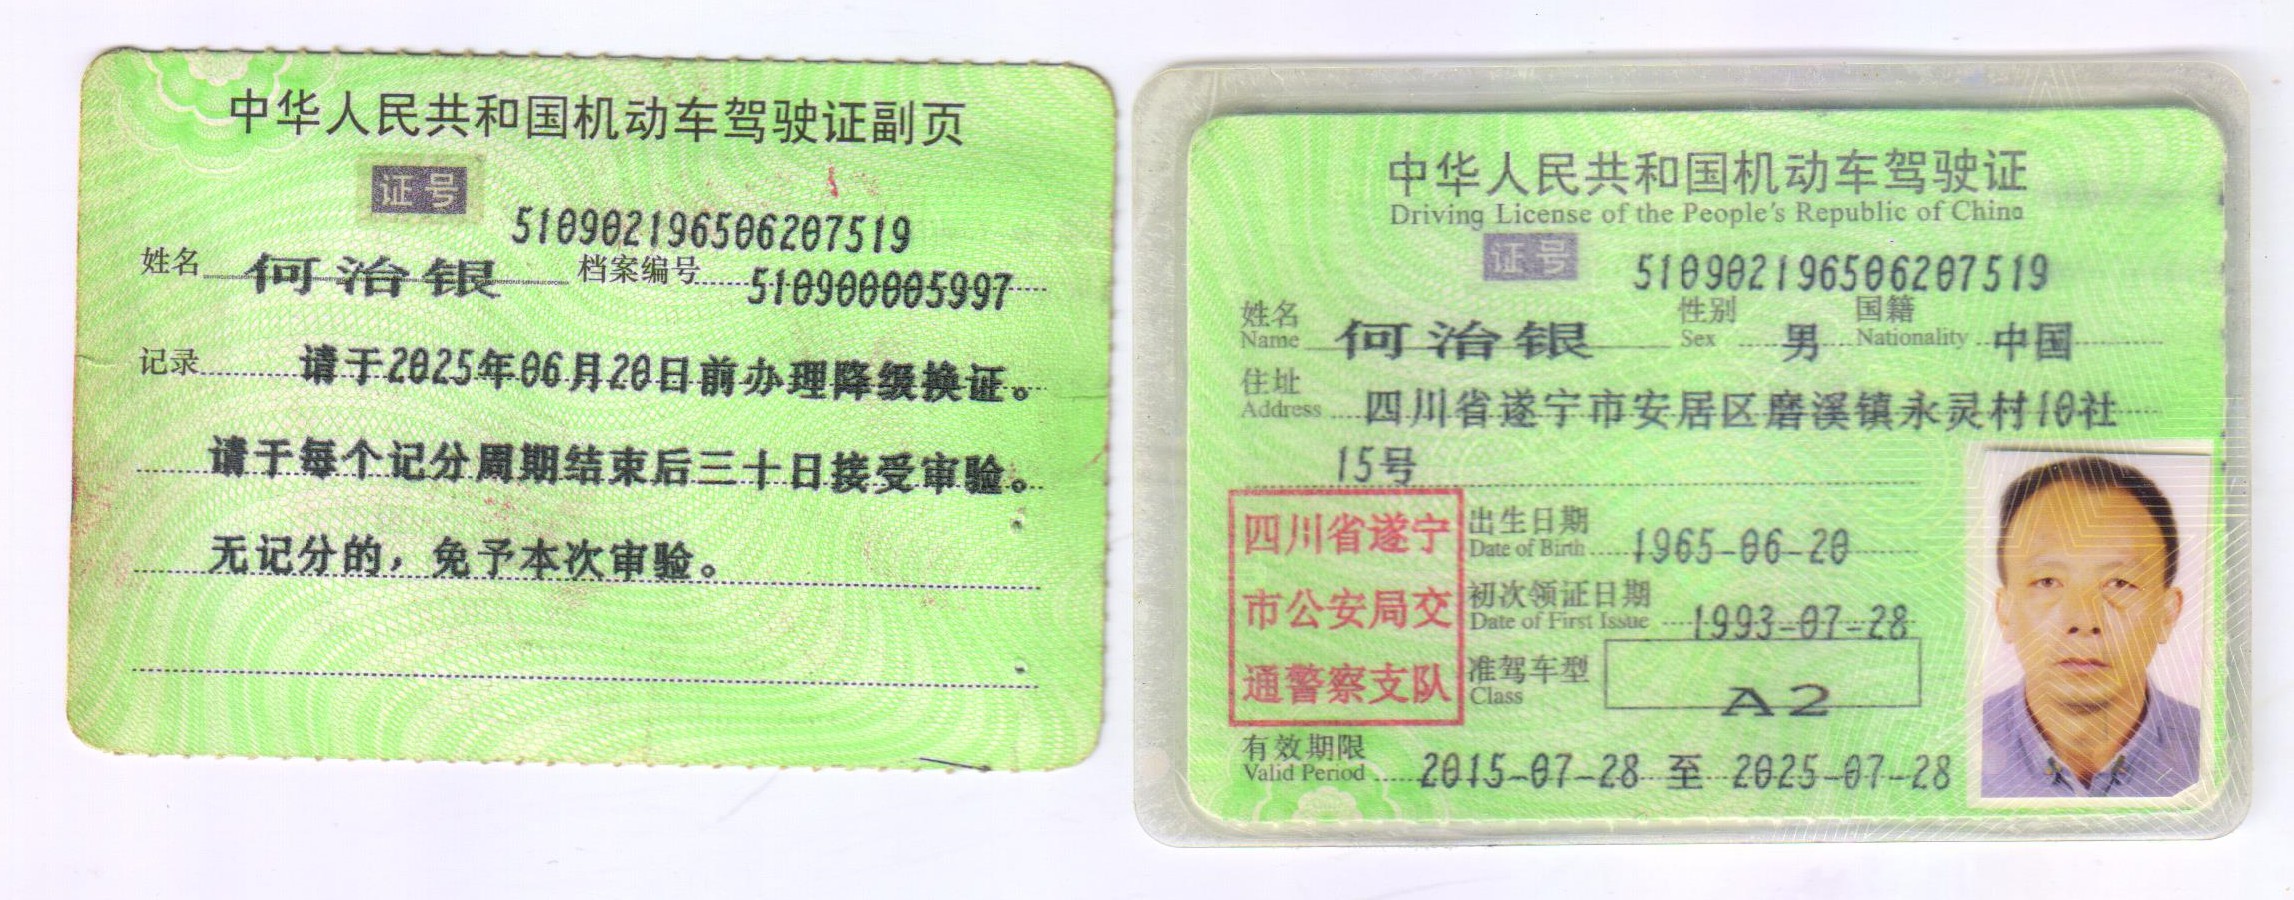 中华人民共和国机动车驾驶证副页
证号 510902196506207519
姓名 何治银 档案编号 510900005997
记录 请于2025年06月20日前办理降级换证。
请于每个记分周期结束后三十日接受审验。
无记分的，免予本次审验。
中华人民共和国机动车驾驶证
Driving License of the People's Republic of China
证号 510902196506207519
姓名 何治银 性别 男 国籍 中国
Name Sex Nationality
住址 四川省遂宁市安居区磨溪镇永灵村10社
Address
15号
四川省遂宁
市公安局交
通警察支队
出生日期 1965-06-20
Date of Birth
初次领证日期 1993-07-28
Date of First Issue
准驾车型 A2
Class
有效期限 2015-07-28 至 2025-07-28
Valid Period